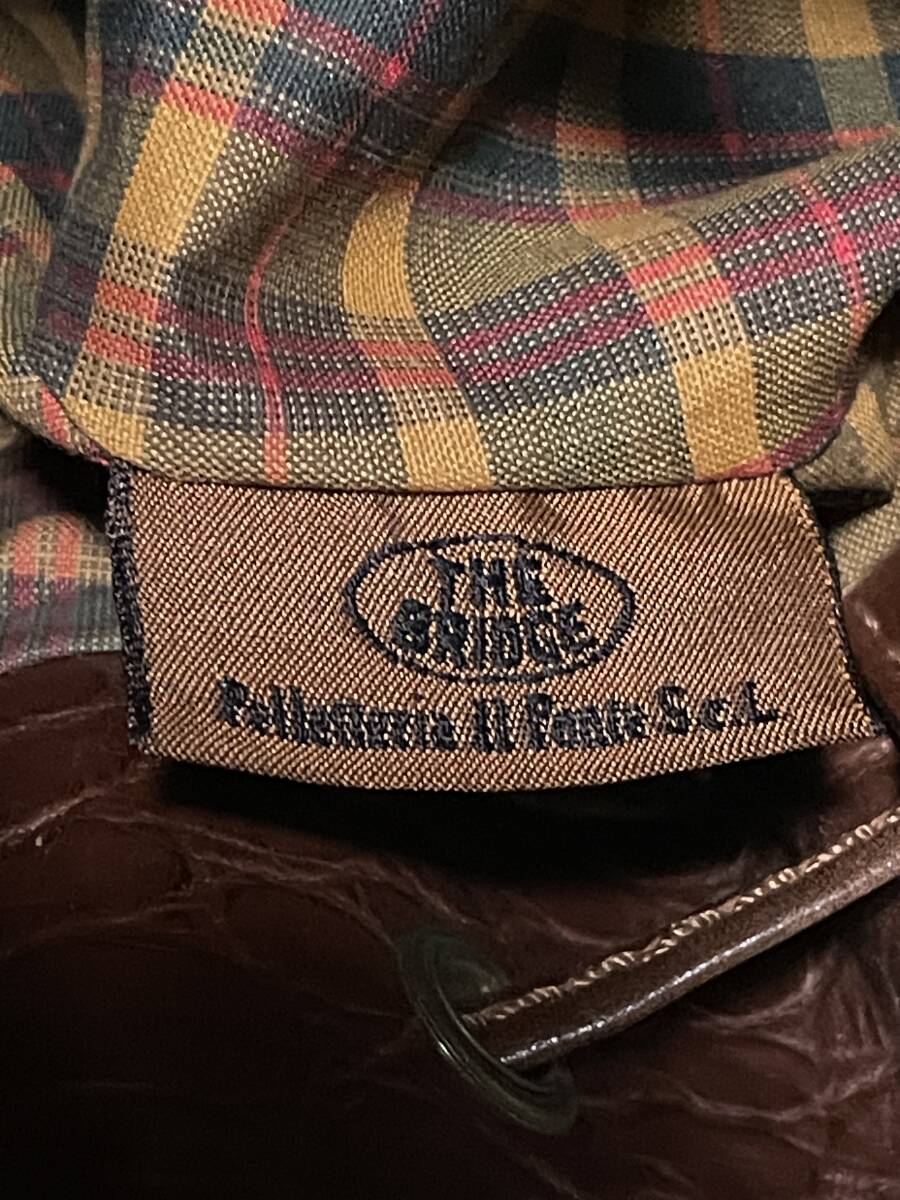 THE
BRIDGE
Pelletteria Il Ponte S.r.L